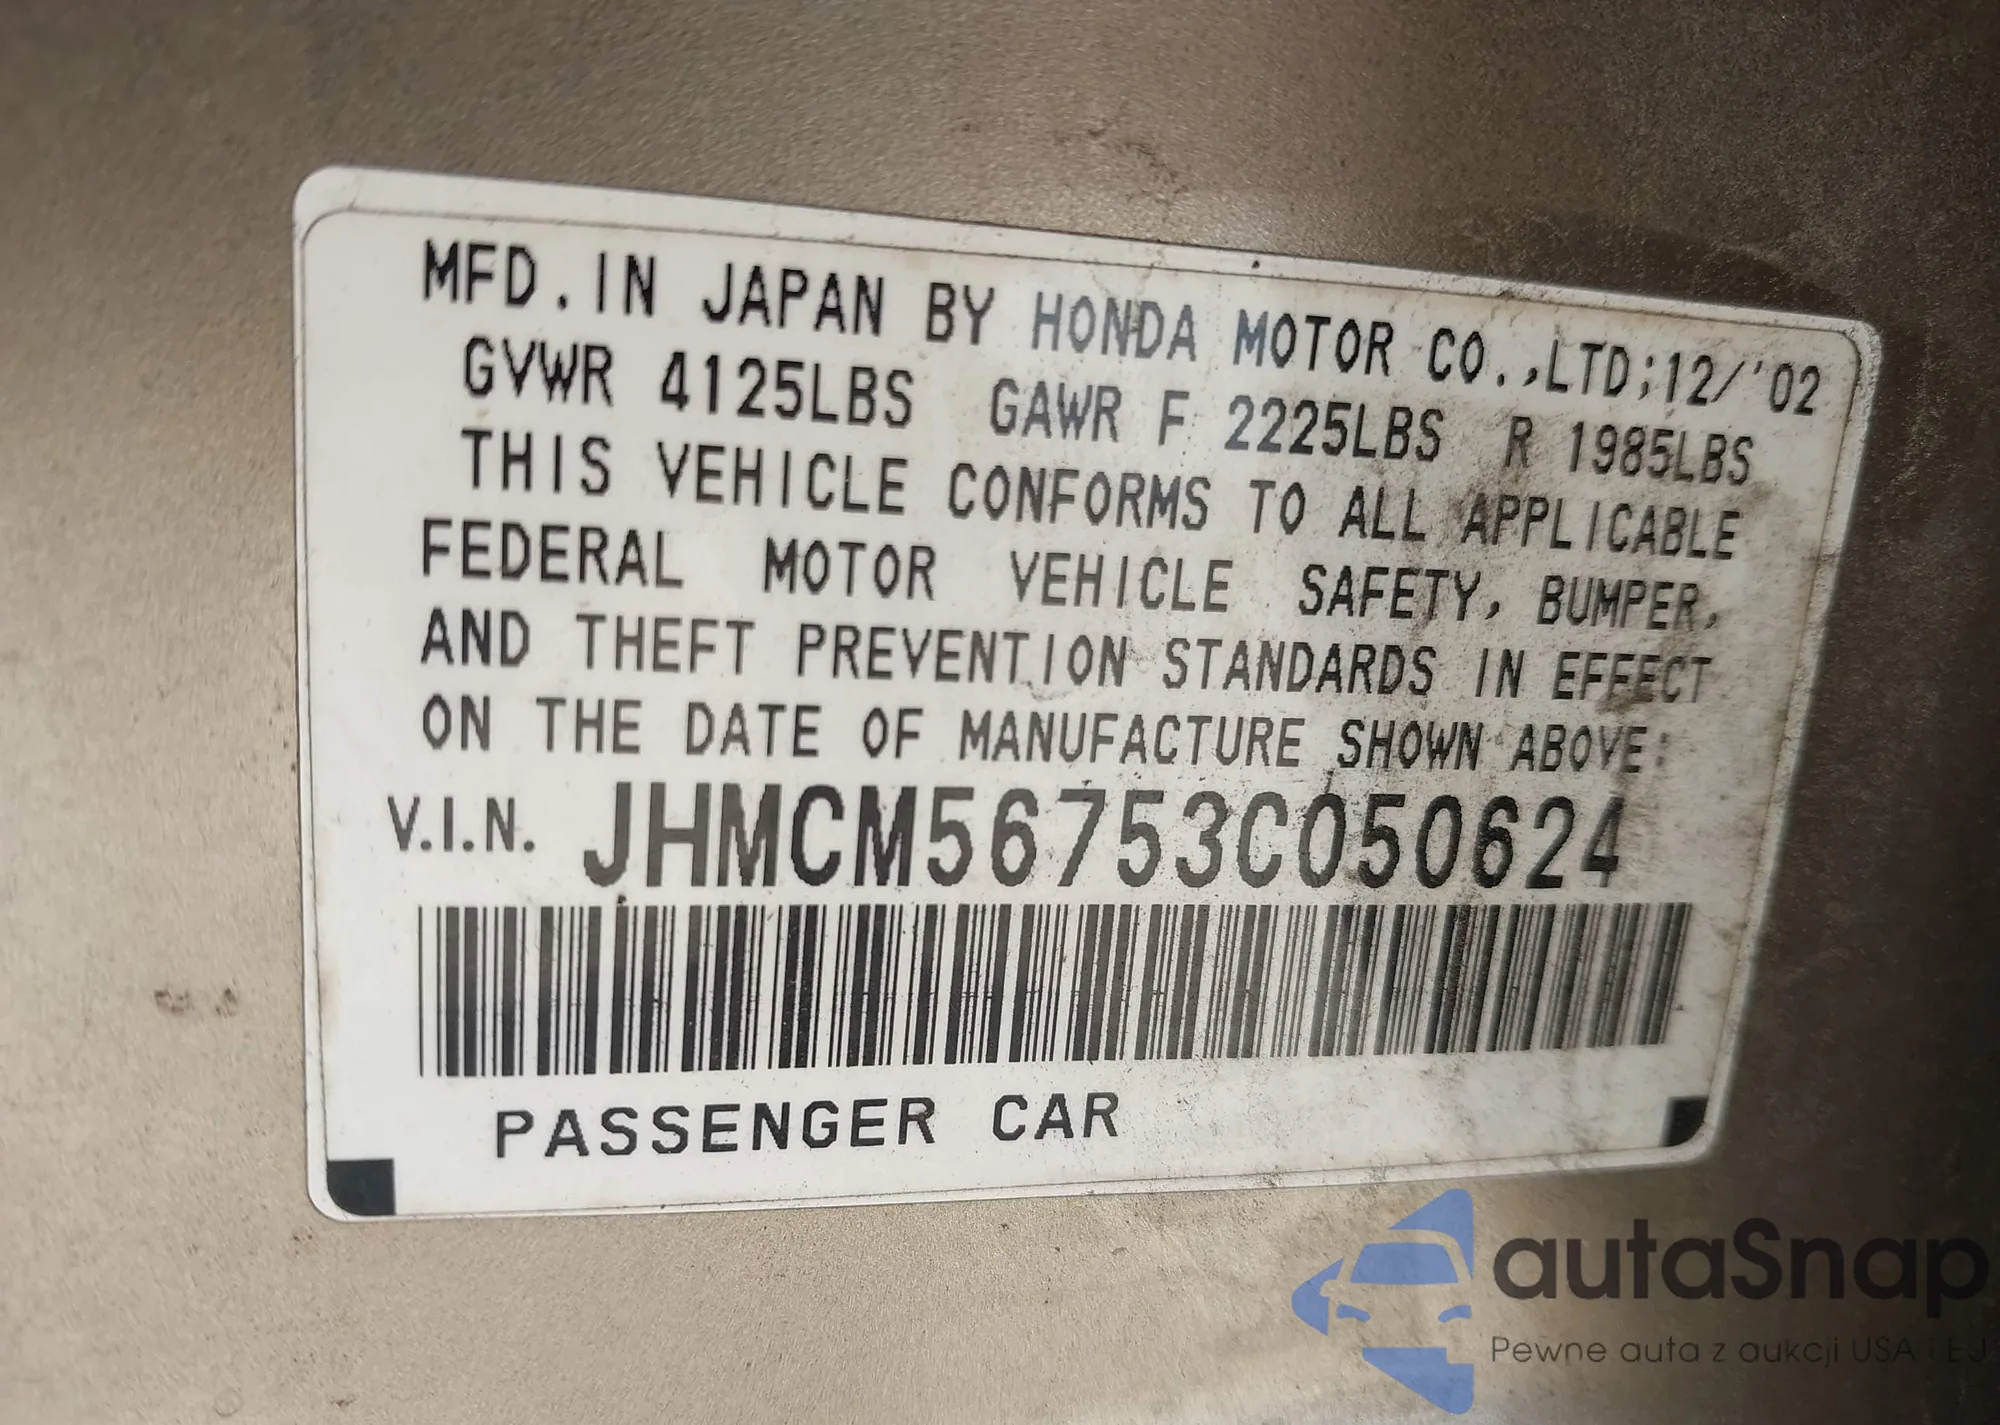 MFD. IN JAPAN BY HONDA MOTOR CO.,LTD;12/'02
GVWR 4125LBS GAWR F 2225LBS R 1985LBS
THIS VEHICLE CONFORMS TO ALL APPLICABLE
FEDERAL MOTOR VEHICLE SAFETY, BUMPER,
AND THEFT PREVENTION STANDARDS IN EFFECT
ON THE DATE OF MANUFACTURE SHOWN ABOVE:
V.I.N. JHMCM56753C050624
PASSENGER CAR
autaSnap
Pewne auta z aukcji USA i EJ